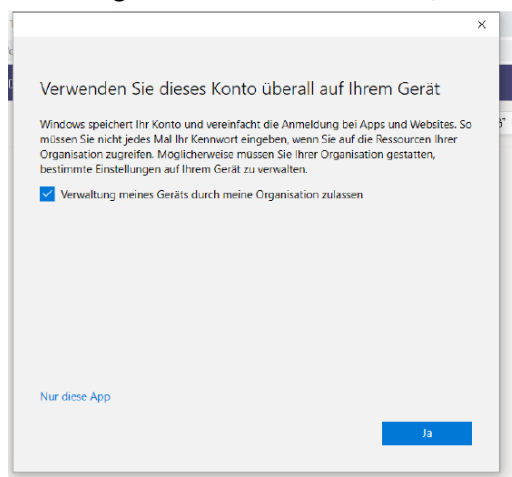 Verwenden Sie dieses Konto überall auf Ihrem Gerät
Windows speichert Ihr Konto und vereinfacht die Anmeldung bei Apps und Websites. So
müssen Sie nicht jedes Mal Ihr Kennwort eingeben, wenn Sie auf die Ressourcen Ihrer
Organisation zugreifen. Möglicherweise müssen Sie Ihrer Organisation gestatten,
bestimmte Einstellungen auf Ihrem Gerät zu verwalten.
Verwaltung meines Geräts durch meine Organisation zulassen
Nur diese App
Ja